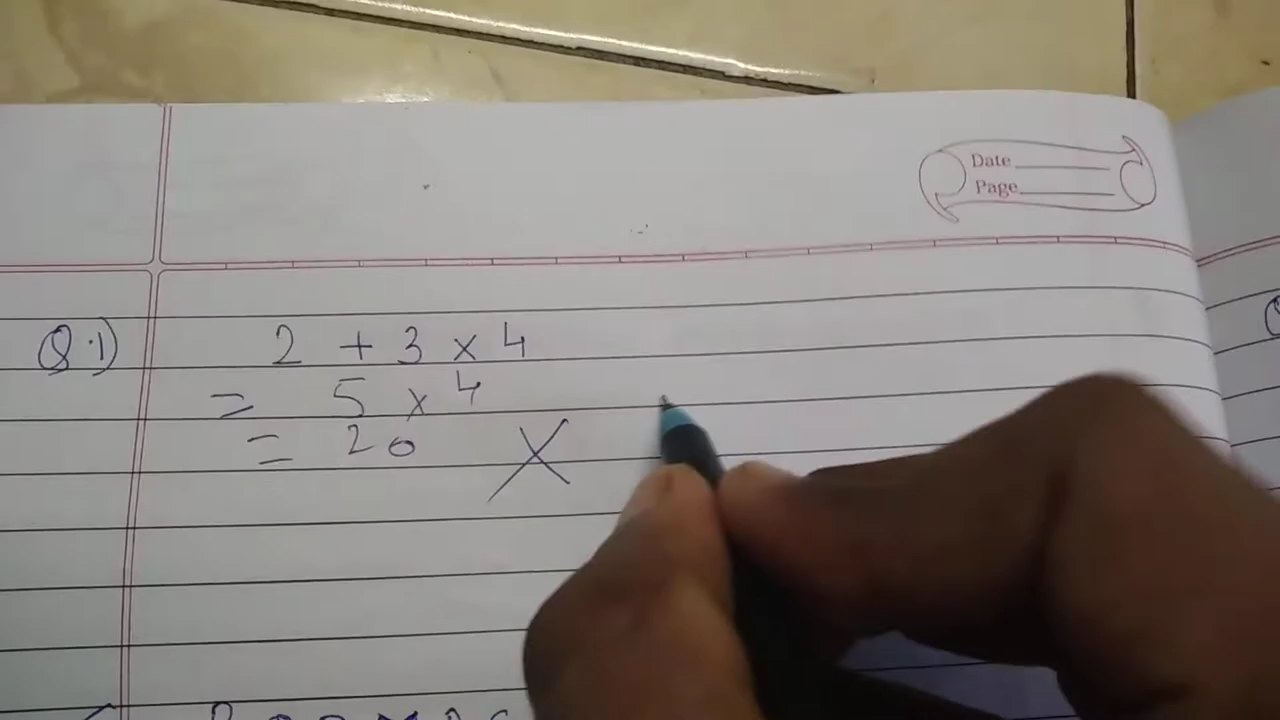 Date
Page
Q.1) 2 + 3 x 4
= 5 x 4
= 20 X